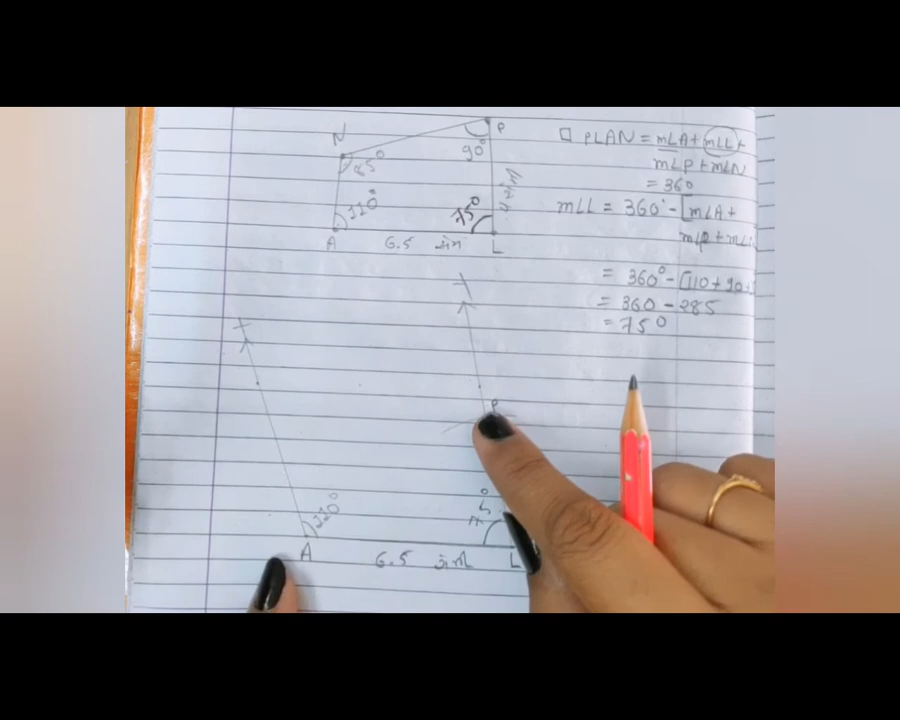 N
P
85°
90°
110°
75°
A
6.5
L
□ PLAN = m∠A + m∠L +
m∠P + m∠N
= 360
m∠L = 360° - [m∠A +
= 360° - [110 + 90 +
= 360 - 285
= 75°
P
110°
A
6.5
L